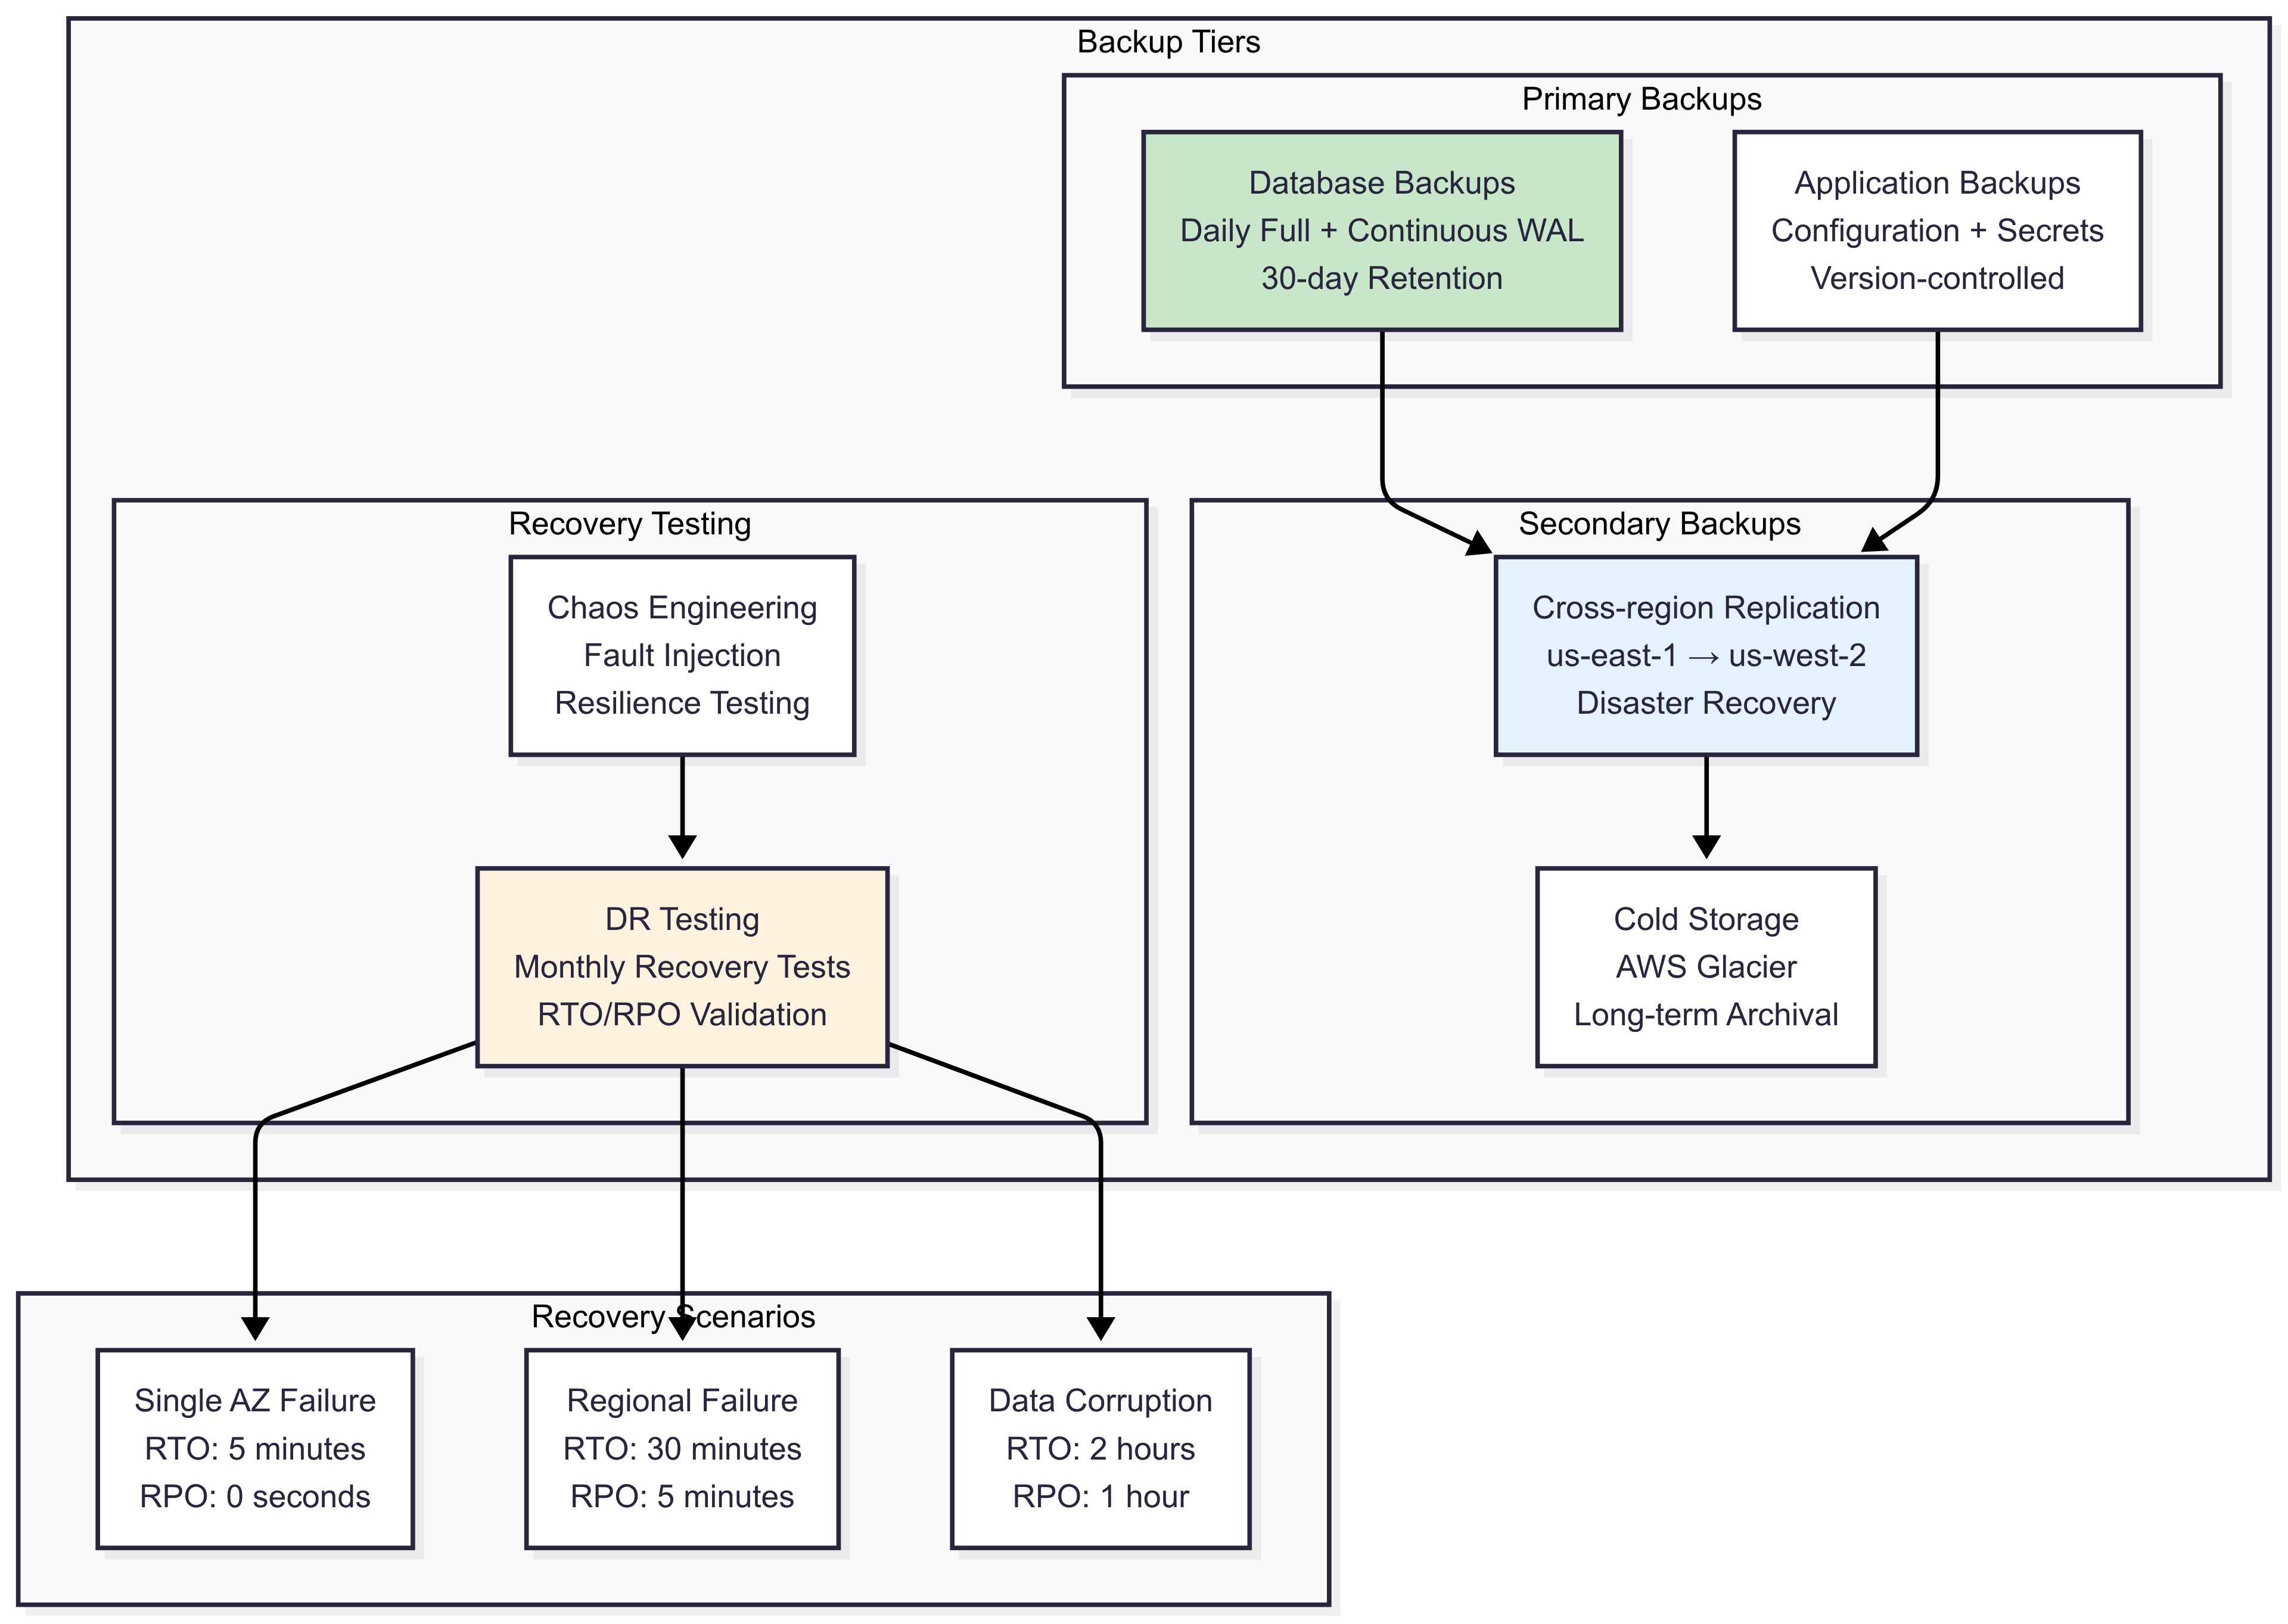 Backup Tiers
Primary Backups
Database Backups
Daily Full + Continuous WAL
30-day Retention
Application Backups
Configuration + Secrets
Version-controlled
Recovery Testing
Chaos Engineering
Fault Injection
Resilience Testing
DR Testing
Monthly Recovery Tests
RTO/RPO Validation
Secondary Backups
Cross-region Replication
us-east-1 → us-west-2
Disaster Recovery
Cold Storage
AWS Glacier
Long-term Archival
Recovery Scenarios
Single AZ Failure
RTO: 5 minutes
RPO: 0 seconds
Regional Failure
RTO: 30 minutes
RPO: 5 minutes
Data Corruption
RTO: 2 hours
RPO: 1 hour